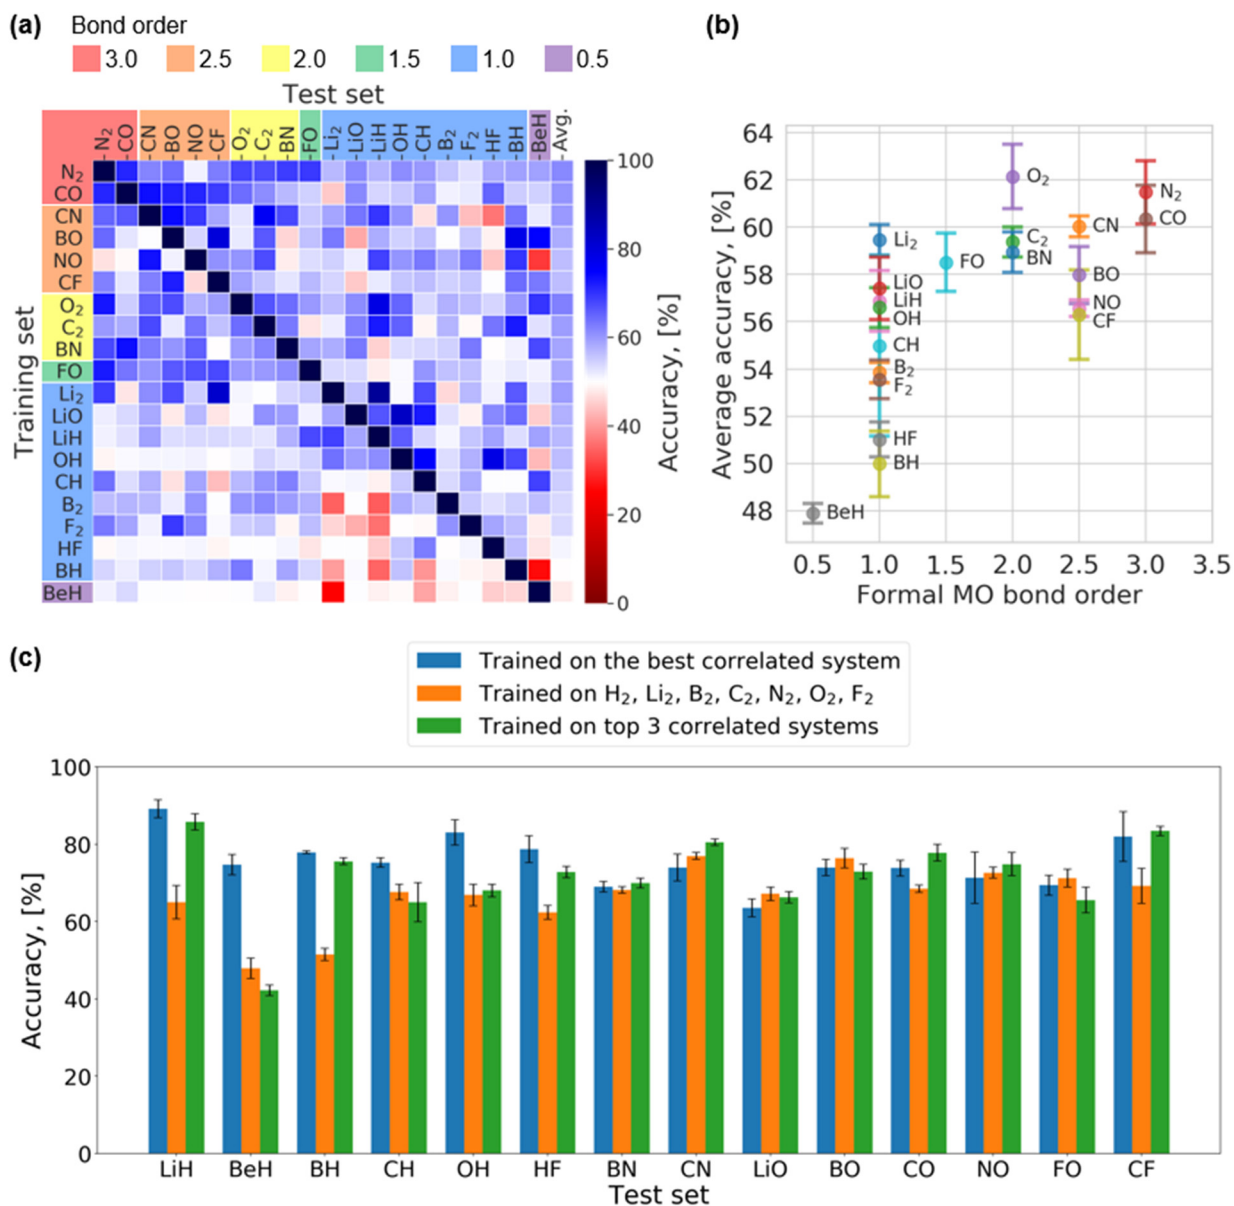 (a)
Bond order
3.0 2.5 2.0 1.5 1.0 0.5
Test set
N₂ CO CN BO NO CF O₂ C₂ BN FO Li₂ LiO LiH OH CH B₂ F₂ HF BH BeH Avg.
Training set
N₂
CO
CN
BO
NO
CF
O₂
C₂
BN
FO
Li₂
LiO
LiH
OH
CH
B₂
F₂
HF
BH
BeH
100
80
60
40
20
0
Accuracy, [%]
(b)
Average accuracy, [%]
64
62
60
58
56
54
52
50
48
O₂
N₂
CO
CN
Li₂
C₂
BN
FO
BO
LiO
LiH
OH
NO
CF
CH
B₂
F₂
HF
BH
BeH
0.5 1.0 1.5 2.0 2.5 3.0 3.5
Formal MO bond order
(c)
Trained on the best correlated system
Trained on H₂, Li₂, B₂, C₂, N₂, O₂, F₂
Trained on top 3 correlated systems
Accuracy, [%]
100
80
60
40
20
0
LiH BeH BH CH OH HF BN CN LiO BO CO NO FO CF
Test set